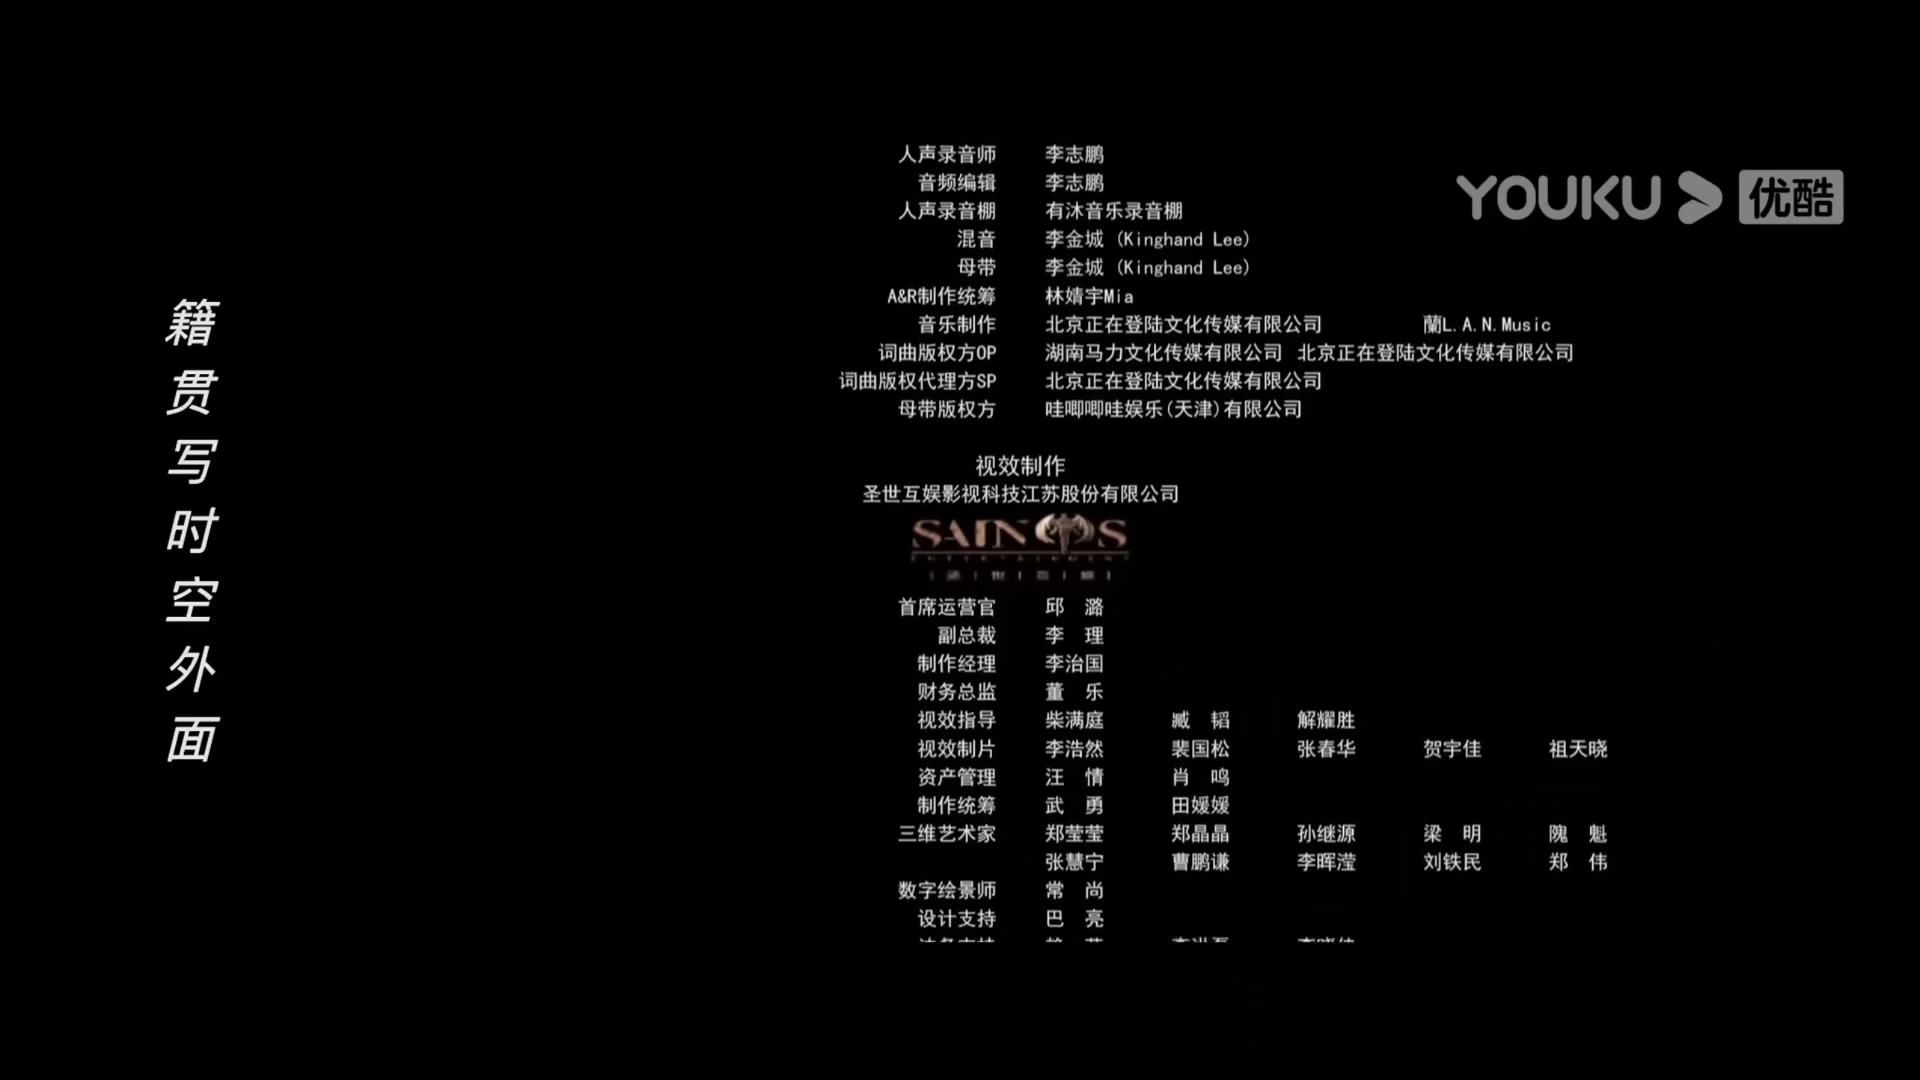 籍贯写时空外面
YOUKU 优酷
人声录音师 李志鹏
音频编辑 李志鹏
人声录音棚 有沐音乐录音棚
混音 李金城 (Kinghand Lee)
母带 李金城 (Kinghand Lee)
A&R制作统筹 林婧宇Mia
音乐制作 北京正在登陆文化传媒有限公司 蘭L.A.N.Music
词曲版权方OP 湖南马力文化传媒有限公司 北京正在登陆文化传媒有限公司
词曲版权代理方SP 北京正在登陆文化传媒有限公司
母带版权方 哇唧唧哇娱乐(天津)有限公司
视效制作
圣世互娱影视科技江苏股份有限公司
SAINTS
ENTERTAINMENT
首席运营官 邱 潞
副总裁 李 理
制作经理 李治国
财务总监 董 乐
视效指导 柴满庭 臧 韬 解耀胜
视效制片 李浩然 裴国松 张春华 贺宇佳 祖天晓
资产管理 汪 情 肖 鸣
制作统筹 武 勇 田媛媛
三维艺术家 郑莹莹 郑晶晶 孙继源 梁 明 隗 魁
张慧宁 曹鹏谦 李晖滢 刘铁民 郑 伟
数字绘景师 常 尚
设计支持 巴 亮